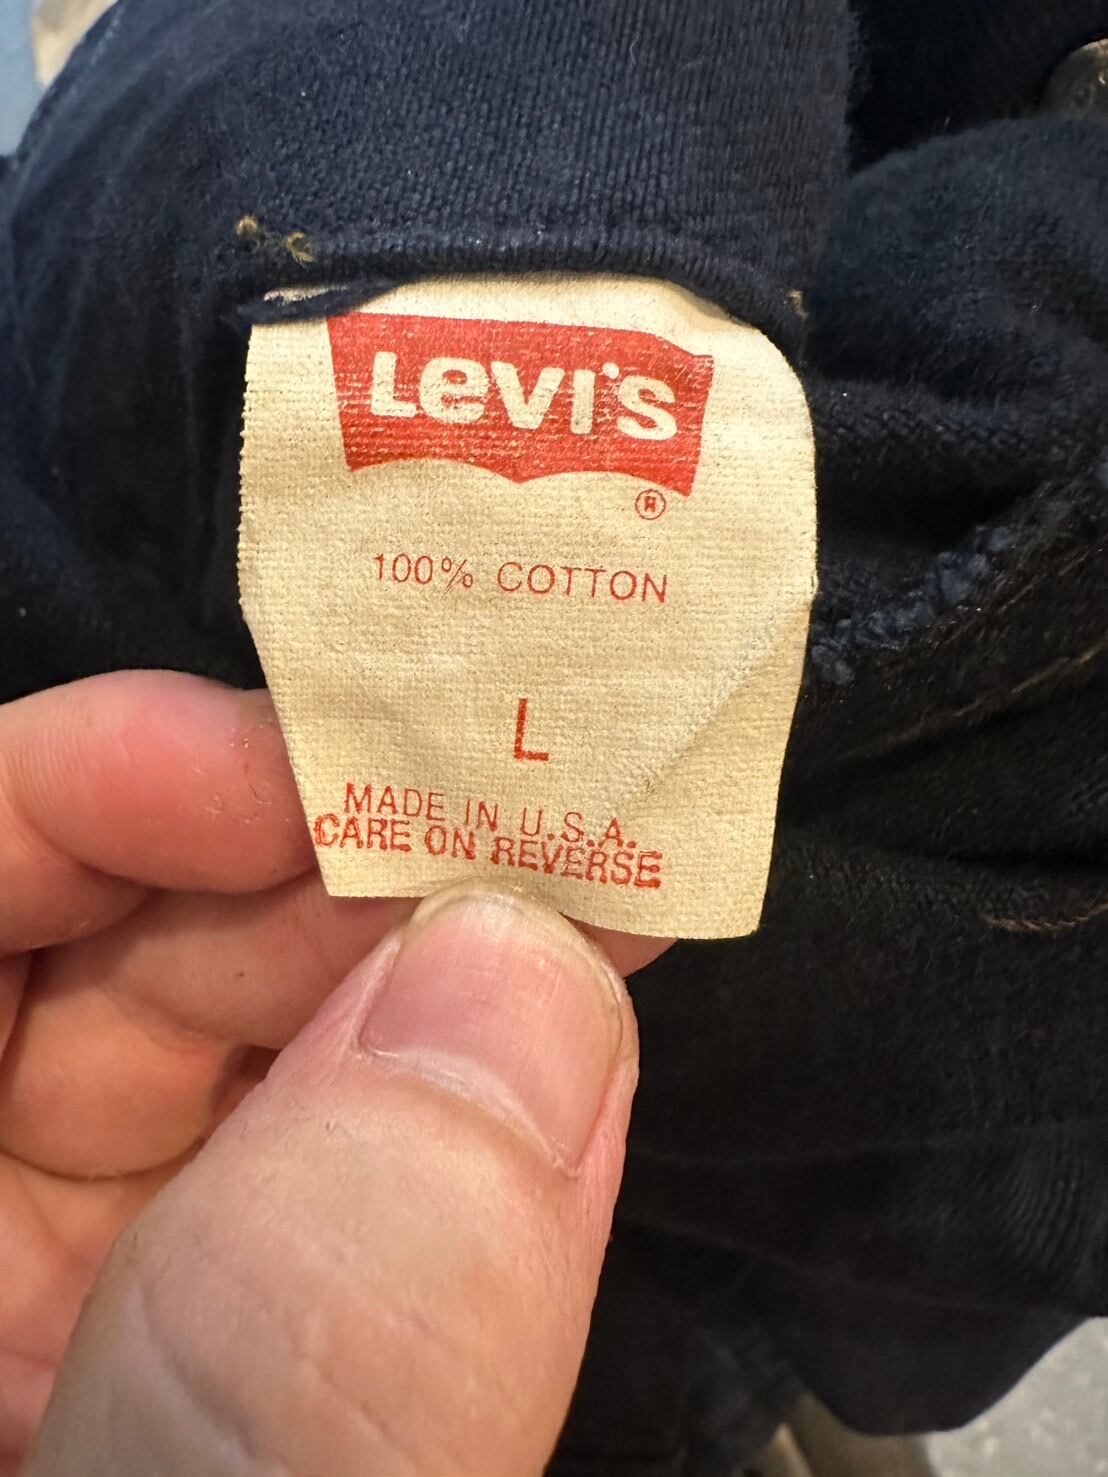 Levi's
®
100% COTTON
L
MADE IN U.S.A.
CARE ON REVERSE